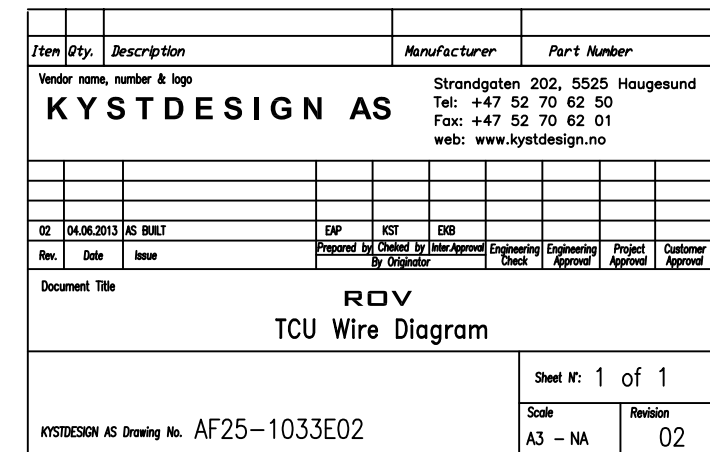 Item Qty. Description Manufacturer Part Number
Vendor name, number & logo
KYSTDESIGN AS
Strandgaten 202, 5525 Haugesund
Tel: +47 52 70 62 50
Fax: +47 52 70 62 01
web: www.kystdesign.no
02 04.06.2013 AS BUILT EAP KST EKB
Rev. Date Issue Prepared by Cheked by Inter.Approval Engineering Check Engineering Approval Project Approval Customer Approval
By Originator
Document Title
ROV
TCU Wire Diagram
Sheet N°: 1 of 1
KYSTDESIGN AS Drawing No. AF25-1033E02
Scale
A3 - NA
Revision
02